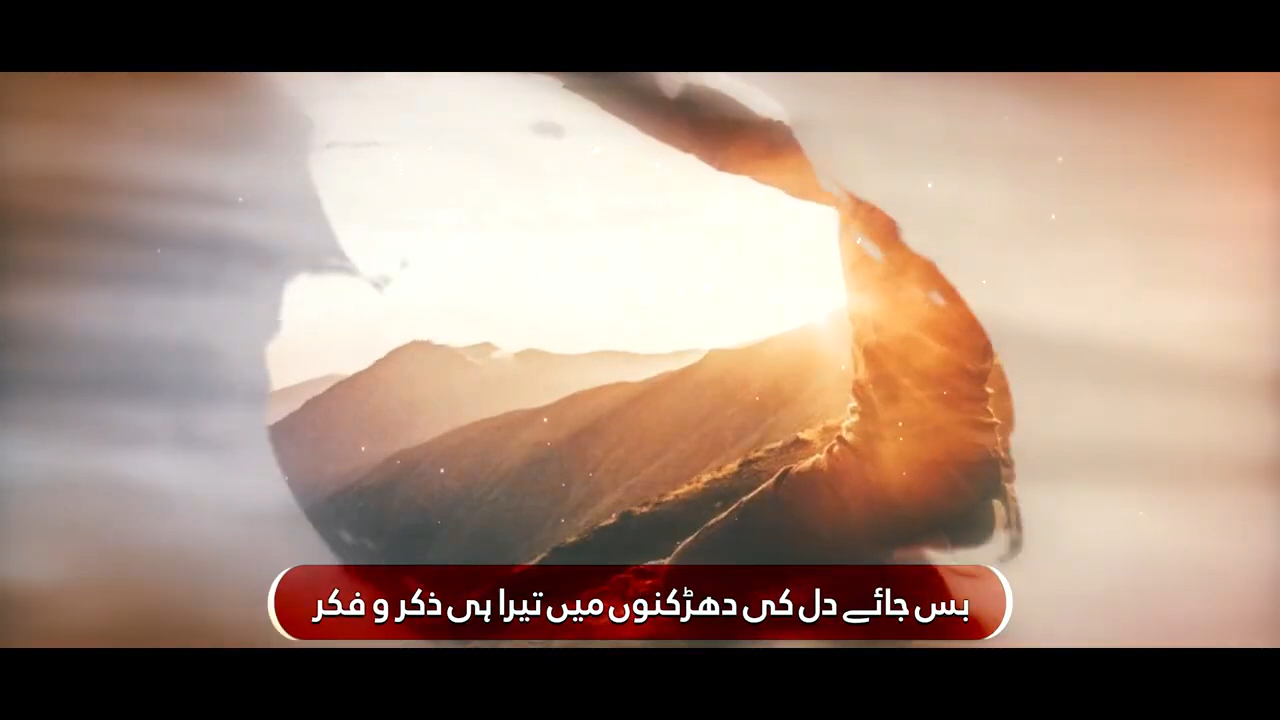 بس جائے دل کی دھڑکنوں میں تیرا ہی ذکر و فکر